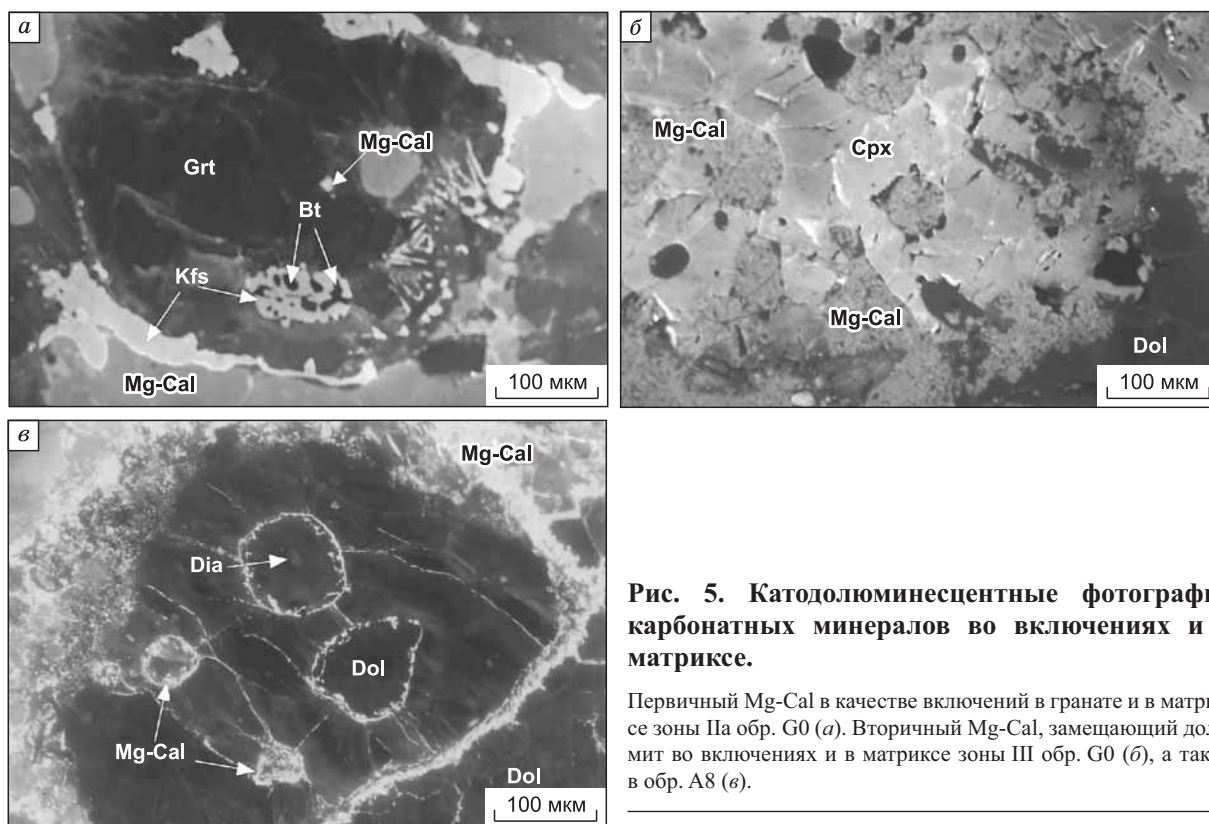 а
Mg-Cal
Grt
Bt
Kfs
Mg-Cal
100 мкм
б
Mg-Cal
Cpx
Mg-Cal
Dol
100 мкм
в
Mg-Cal
Dia
Dol
Mg-Cal
Dol
100 мкм
Рис. 5. Катодолюминесцентные фотографи
карбонатных минералов во включениях и
матриксе.
Первичный Mg-Cal в качестве включений в гранате и в матри
се зоны IIa обр. G0 (а). Вторичный Mg-Cal, замещающий дол
мит во включениях и в матриксе зоны III обр. G0 (б), а так
в обр. А8 (в).